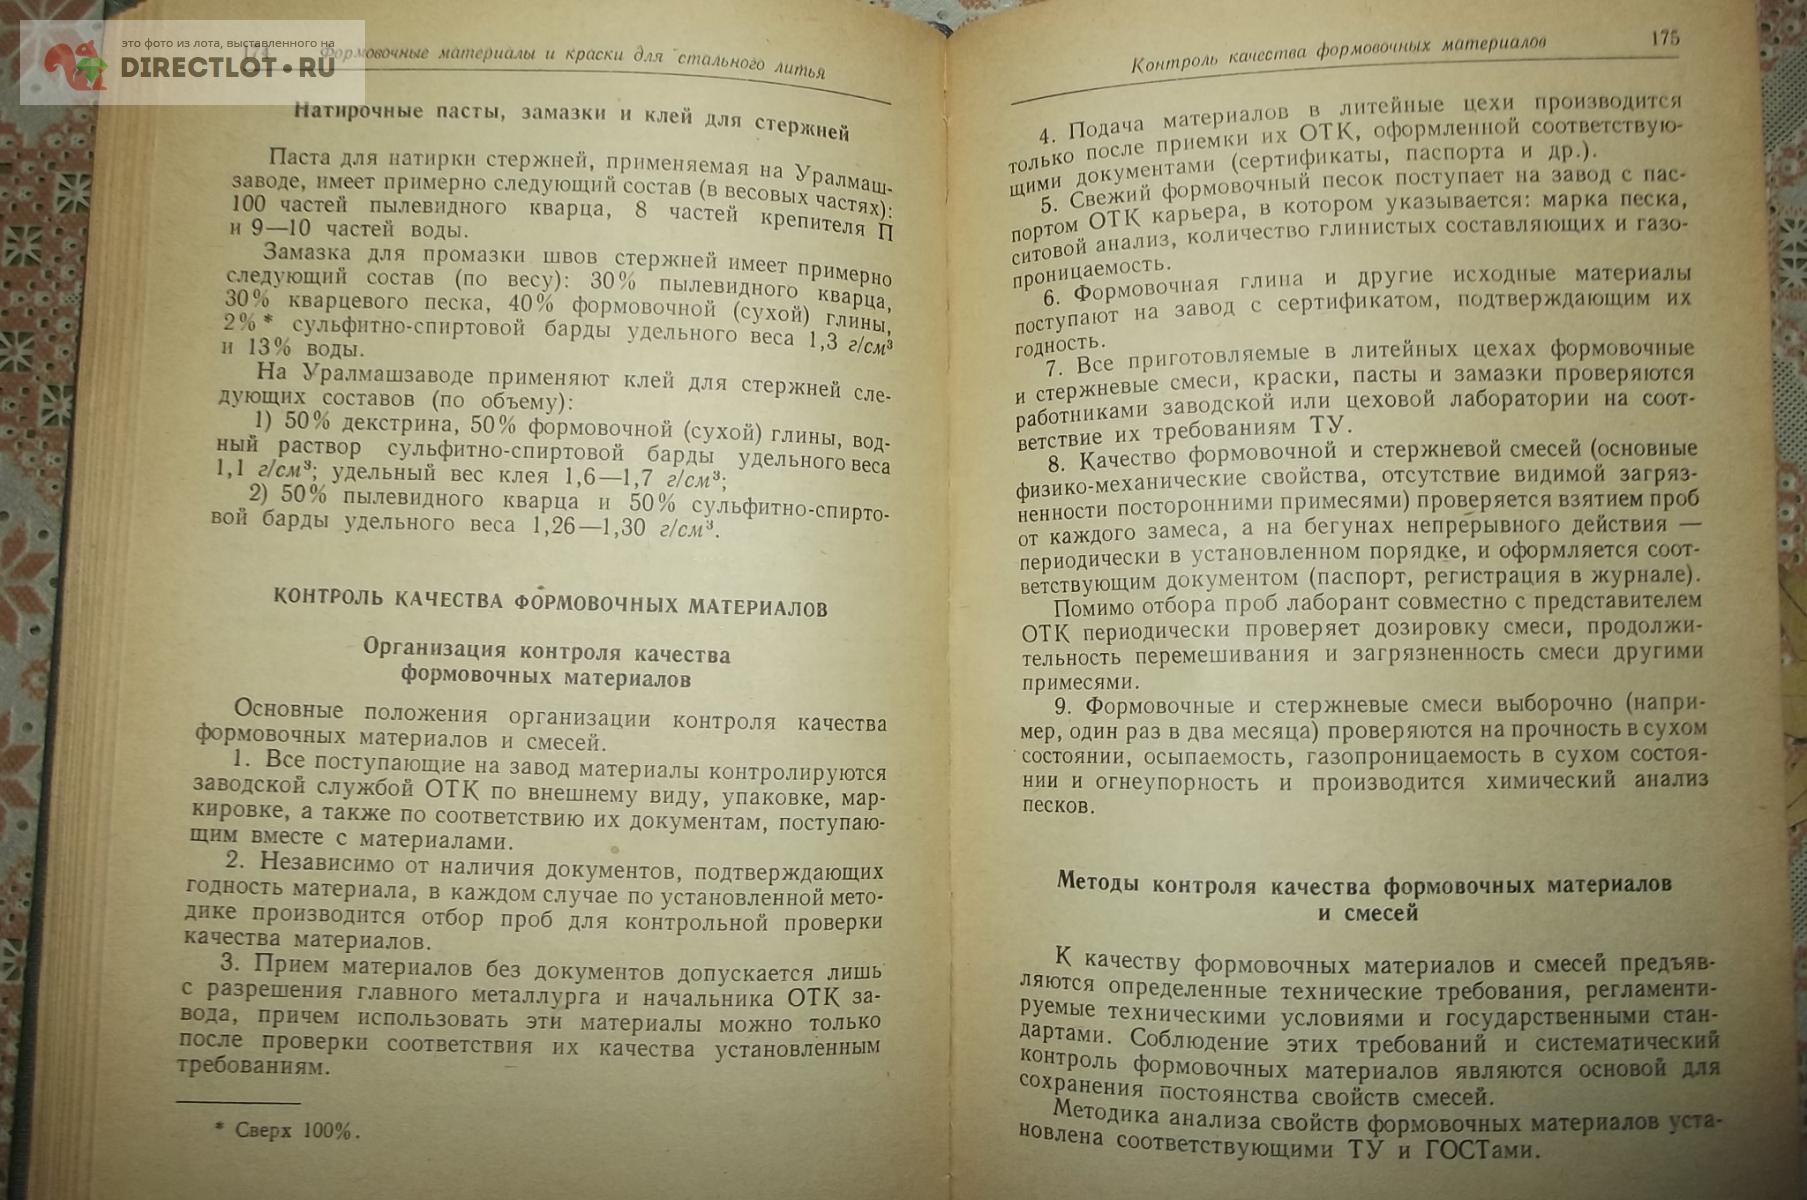 это фото из лота, выставленного на
DIRECTLOT.RU
174
Формовочные материалы и краски для стального литья
Натирочные пасты, замазки и клей для стержней
Паста для натирки стержней, применяемая на Уралмаш-
заводе, имеет примерно следующий состав (в весовых частях):
100 частей пылевидного кварца, 8 частей крепителя П
и 9—10 частей воды.
Замазка для промазки швов стержней имеет примерно
следующий состав (по весу): 30% пылевидного кварца,
30% кварцевого песка, 40% формовочной (сухой) глины,
2%* сульфитно-спиртовой барды удельного веса 1,3 г/см³
и 13% воды.
На Уралмашзаводе применяют клей для стержней сле-
дующих составов (по объему):
1) 50% декстрина, 50% формовочной (сухой) глины, вод-
ный раствор сульфитно-спиртовой барды удельного веса
1,1 г/см³; удельный вес клея 1,6—1,7 г/см³;
2) 50% пылевидного кварца и 50% сульфитно-спирто-
вой барды удельного веса 1,26—1,30 г/см³.
КОНТРОЛЬ КАЧЕСТВА ФОРМОВОЧНЫХ МАТЕРИАЛОВ
Организация контроля качества
формовочных материалов
Основные положения организации контроля качества
формовочных материалов и смесей.
1. Все поступающие на завод материалы контролируются
заводской службой ОТК по внешнему виду, упаковке, мар-
кировке, а также по соответствию их документам, поступаю-
щим вместе с материалами.
2. Независимо от наличия документов, подтверждающих
годность материала, в каждом случае по установленной мето-
дике производится отбор проб для контрольной проверки
качества материалов.
3. Прием материалов без документов допускается лишь
с разрешения главного металлурга и начальника ОТК за-
вода, причем использовать эти материалы можно только
после проверки соответствия их качества установленным
требованиям.
* Сверх 100%.
Контроль качества формовочных материалов
175
4. Подача материалов в литейные цехи производится
только после приемки их ОТК, оформленной соответствую-
щими документами (сертификаты, паспорта и др.).
5. Свежий формовочный песок поступает на завод с пас-
портом ОТК карьера, в котором указывается: марка песка,
ситовой анализ, количество глинистых составляющих и газо-
проницаемость.
6. Формовочная глина и другие исходные материалы
поступают на завод с сертификатом, подтверждающим их
годность.
7. Все приготовляемые в литейных цехах формовочные
и стержневые смеси, краски, пасты и замазки проверяются
работниками заводской или цеховой лаборатории на соот-
ветствие их требованиям ТУ.
8. Качество формовочной и стержневой смесей (основные
физико-механические свойства, отсутствие видимой загряз-
ненности посторонними примесями) проверяется взятием проб
от каждого замеса, а на бегунах непрерывного действия —
периодически в установленном порядке, и оформляется соот-
ветствующим документом (паспорт, регистрация в журнале).
Помимо отбора проб лаборант совместно с представителем
ОТК периодически проверяет дозировку смеси, продолжи-
тельность перемешивания и загрязненность смеси другими
примесями.
9. Формовочные и стержневые смеси выборочно (напри-
мер, один раз в два месяца) проверяются на прочность в сухом
состоянии, осыпаемость, газопроницаемость в сухом состоя-
нии и огнеупорность и производится химический анализ
песков.
Методы контроля качества формовочных материалов
и смесей
К качеству формовочных материалов и смесей предъяв-
ляются определенные технические требования, регламенти-
руемые техническими условиями и государственными стан-
дартами. Соблюдение этих требований и систематический
контроль формовочных материалов являются основой для
сохранения постоянства свойств смесей.
Методика анализа свойств формовочных материалов уста-
новлена соответствующими ТУ и ГОСТами.